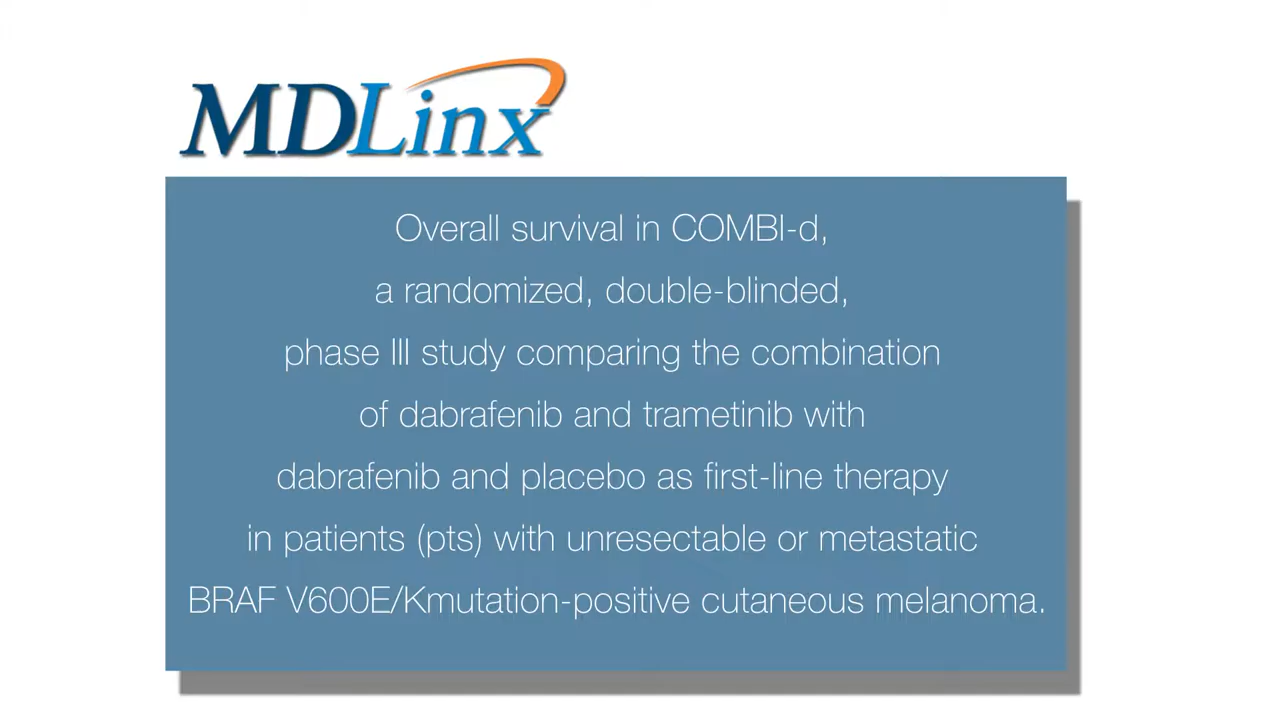 MDLinx
Overall survival in COMBI-d,
a randomized, double-blinded,
phase III study comparing the combination
of dabrafenib and trametinib with
dabrafenib and placebo as first-line therapy
in patients (pts) with unresectable or metastatic
BRAF V600E/Kmutation-positive cutaneous melanoma.